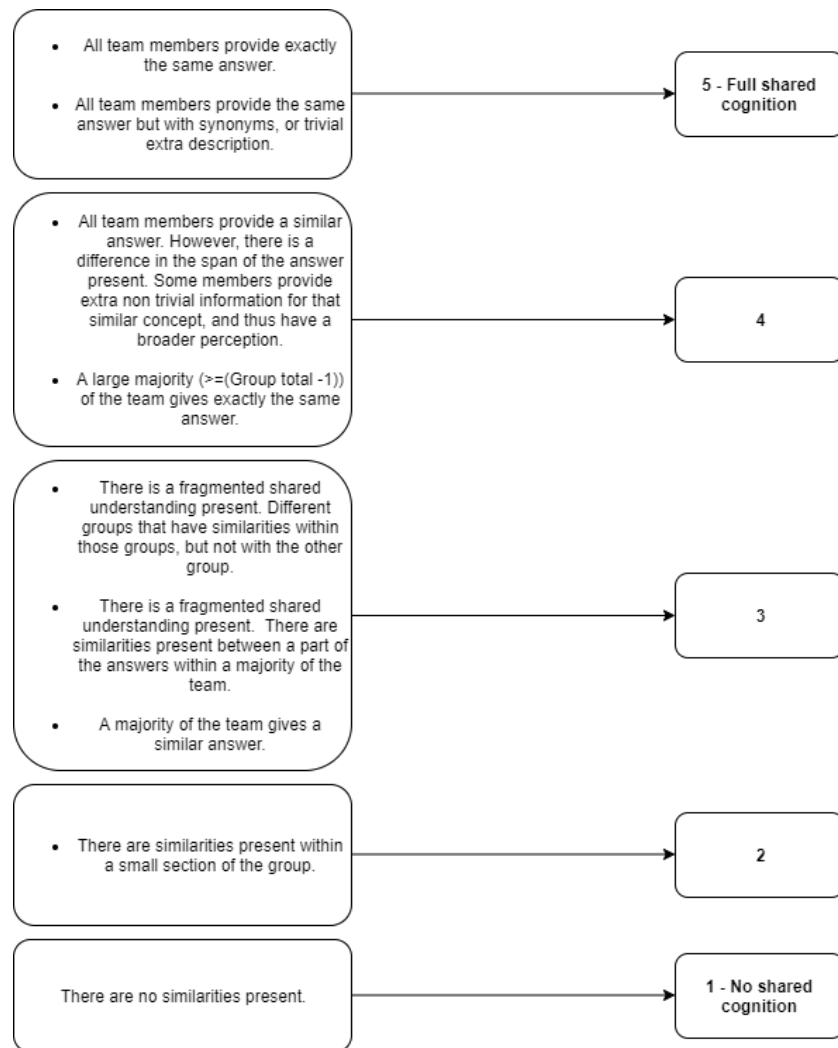 • All team members provide exactly
the same answer.
• All team members provide the same
answer but with synonyms, or trivial
extra description.
5 - Full shared
cognition
• All team members provide a similar
answer. However, there is a
difference in the span of the answer
present. Some members provide
extra non trivial information for that
similar concept, and thus have a
broader perception.
• A large majority (>=(Group total -1))
of the team gives exactly the same
answer.
4
• There is a fragmented shared
understanding present. Different
groups that have similarities within
those groups, but not with the other
group.
• There is a fragmented shared
understanding present. There are
similarities present between a part of
the answers within a majority of the
team.
• A majority of the team gives a
similar answer.
3
• There are similarities present within
a small section of the group.
2
There are no similarities present.
1 - No shared
cognition